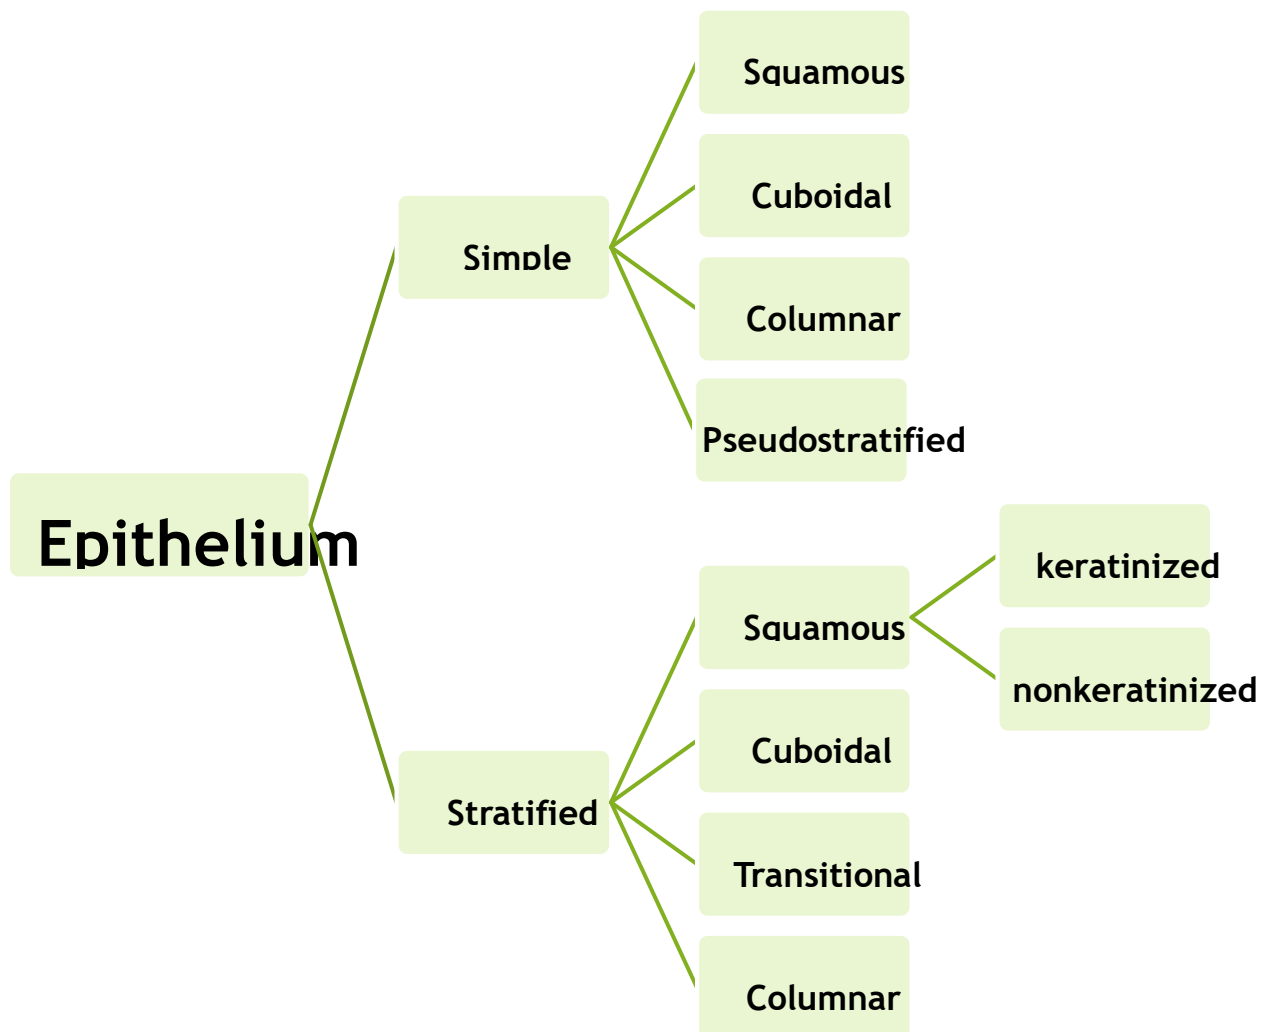 Epithelium
Simple
Squamous
Cuboidal
Columnar
Pseudostratified
Stratified
Squamous
keratinized
nonkeratinized
Cuboidal
Transitional
Columnar